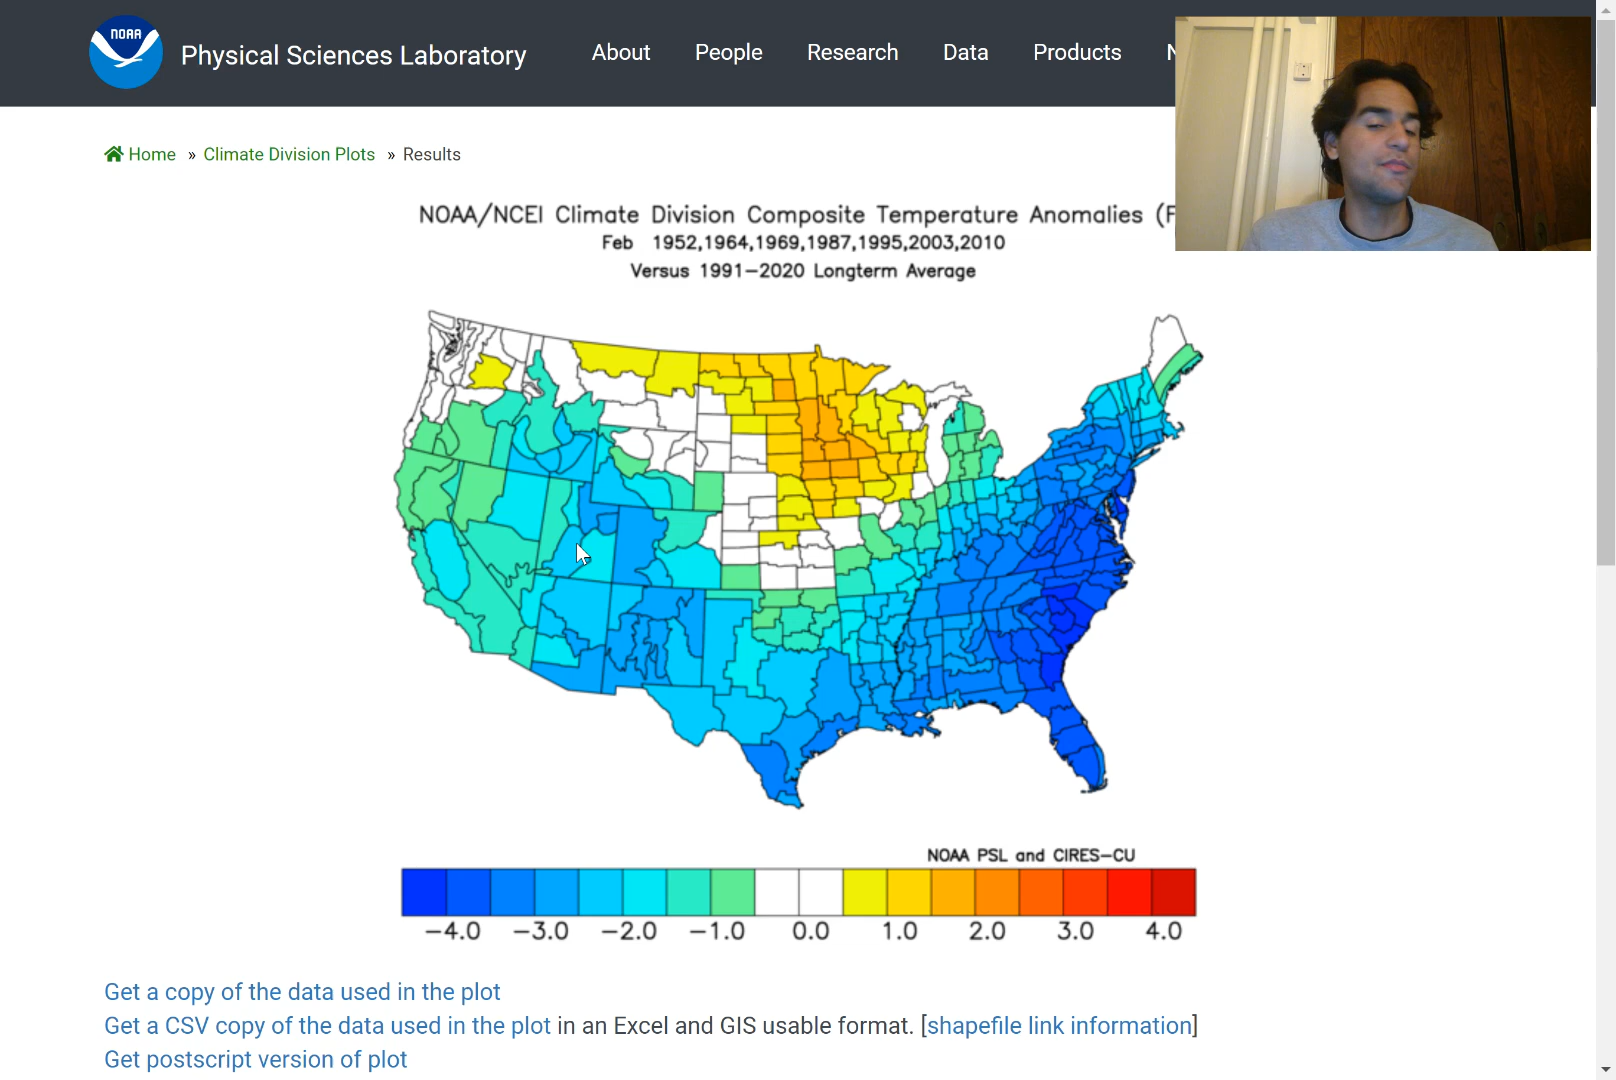 NOAA
Physical Sciences Laboratory
About People Research Data Products N
Home » Climate Division Plots » Results
NOAA/NCEI Climate Division Composite Temperature Anomalies (F
Feb 1952,1964,1969,1987,1995,2003,2010
Versus 1991-2020 Longterm Average
NOAA PSL and CIRES-CU
-4.0 -3.0 -2.0 -1.0 0.0 1.0 2.0 3.0 4.0
Get a copy of the data used in the plot
Get a CSV copy of the data used in the plot in an Excel and GIS usable format. [shapefile link information]
Get postscript version of plot